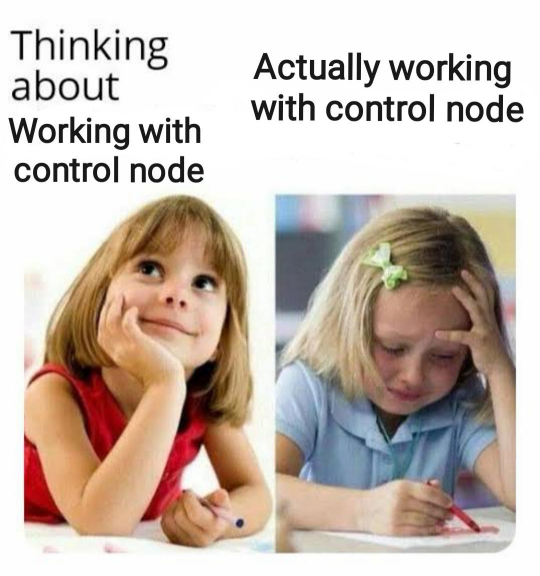 Thinking
about
Working with
control node
Actually working
with control node